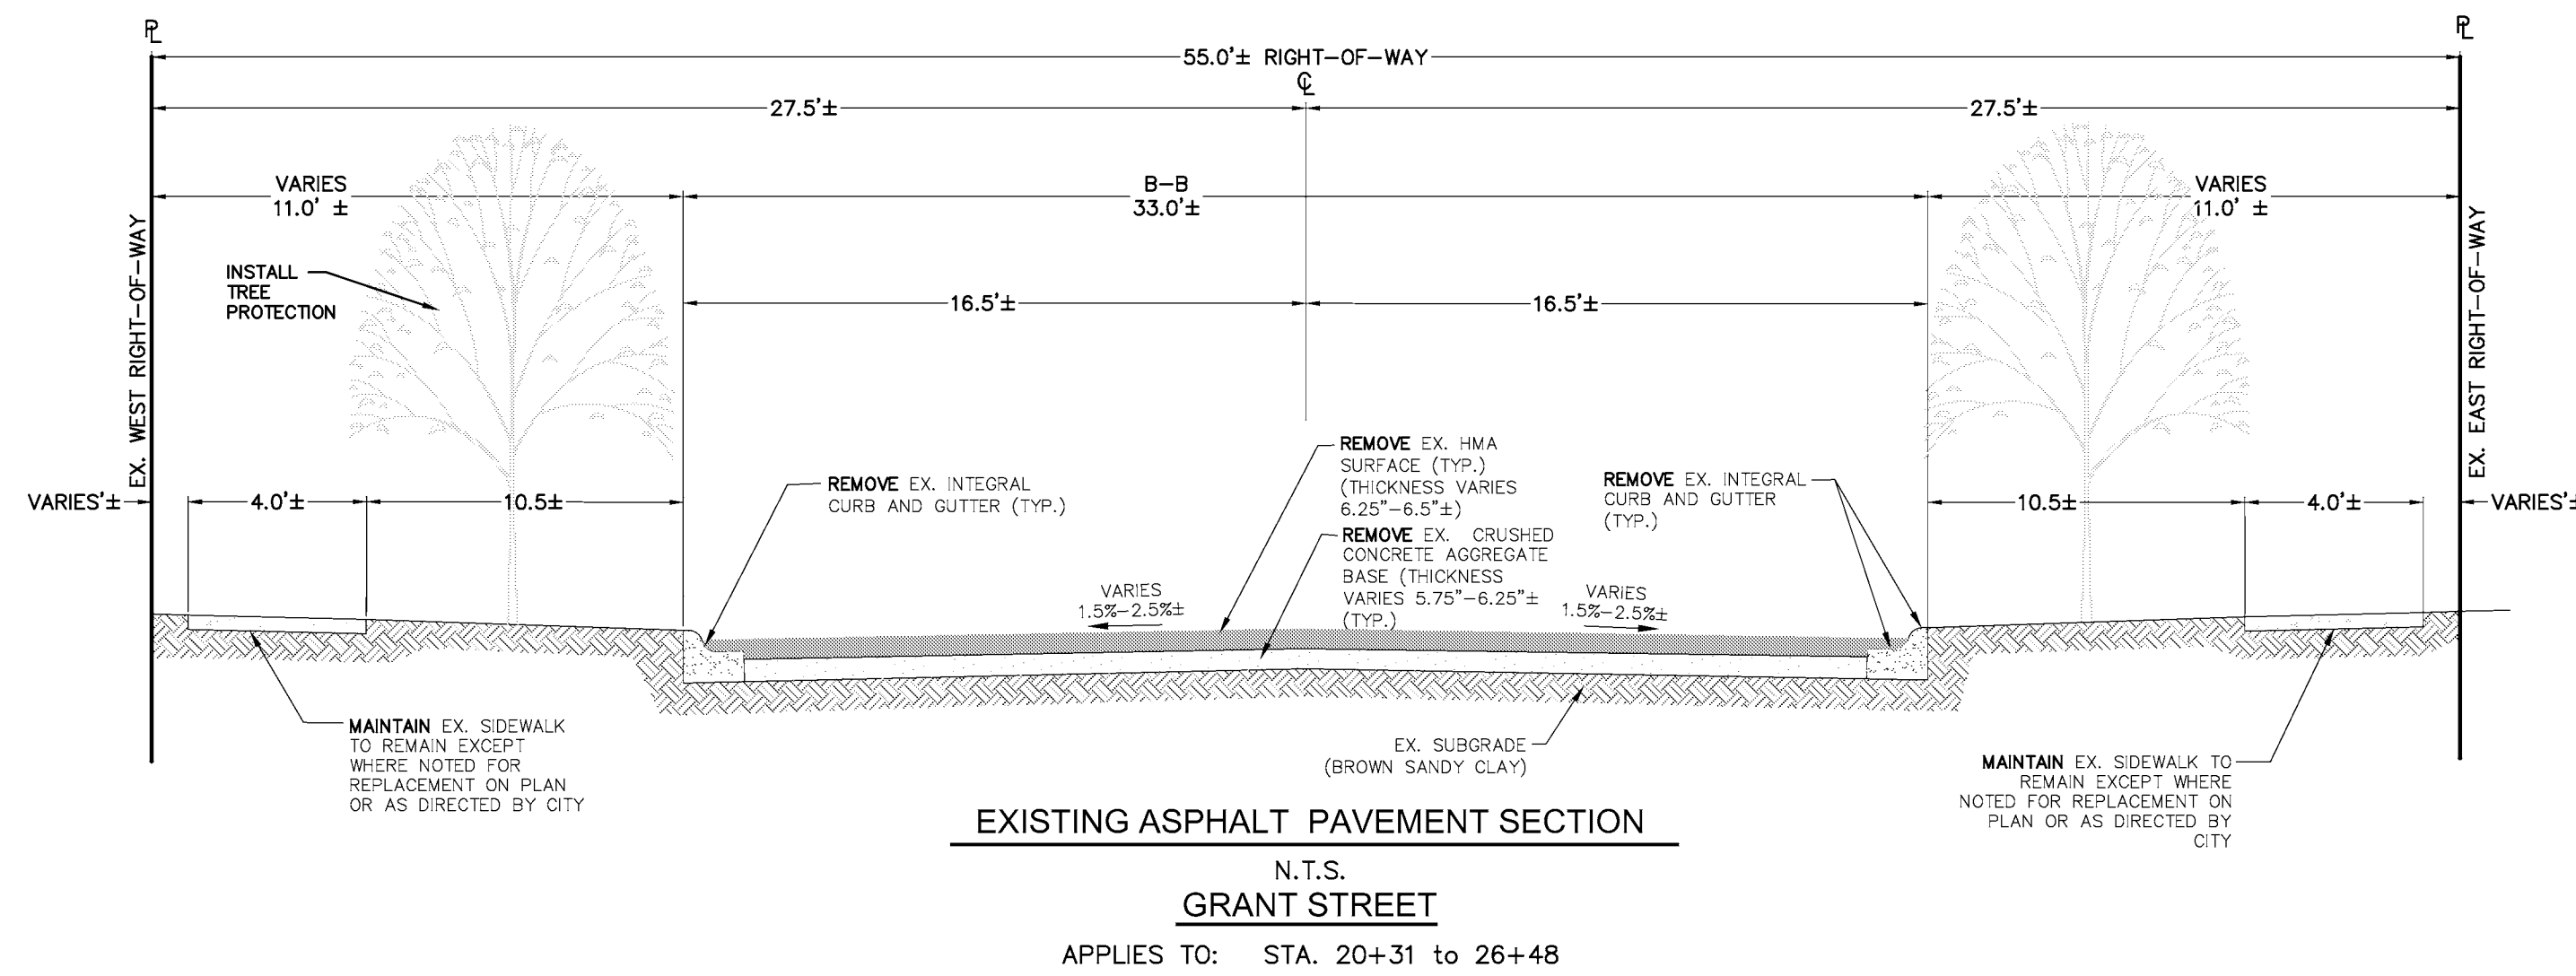 PL
PL
55.0'± RIGHT-OF-WAY
CL
27.5'±
27.5'±
VARIES
11.0' ±
B-B
33.0'±
VARIES
11.0' ±
EX. WEST RIGHT-OF-WAY
EX. EAST RIGHT-OF-WAY
INSTALL
TREE
PROTECTION
16.5'±
16.5'±
VARIES'±
4.0'±
10.5±
REMOVE EX. INTEGRAL
CURB AND GUTTER (TYP.)
REMOVE EX. HMA
SURFACE (TYP.)
(THICKNESS VARIES
6.25"-6.5"±)
REMOVE EX. CRUSHED
CONCRETE AGGREGATE
BASE (THICKNESS
VARIES 5.75"-6.25"±
(TYP.)
REMOVE EX. INTEGRAL
CURB AND GUTTER
(TYP.)
10.5±
4.0'±
VARIES'±
VARIES
1.5%-2.5%±
VARIES
1.5%-2.5%±
MAINTAIN EX. SIDEWALK
TO REMAIN EXCEPT
WHERE NOTED FOR
REPLACEMENT ON PLAN
OR AS DIRECTED BY CITY
EX. SUBGRADE
(BROWN SANDY CLAY)
MAINTAIN EX. SIDEWALK TO
REMAIN EXCEPT WHERE
NOTED FOR REPLACEMENT ON
PLAN OR AS DIRECTED BY
CITY
EXISTING ASPHALT PAVEMENT SECTION
N.T.S.
GRANT STREET
APPLIES TO: STA. 20+31 to 26+48